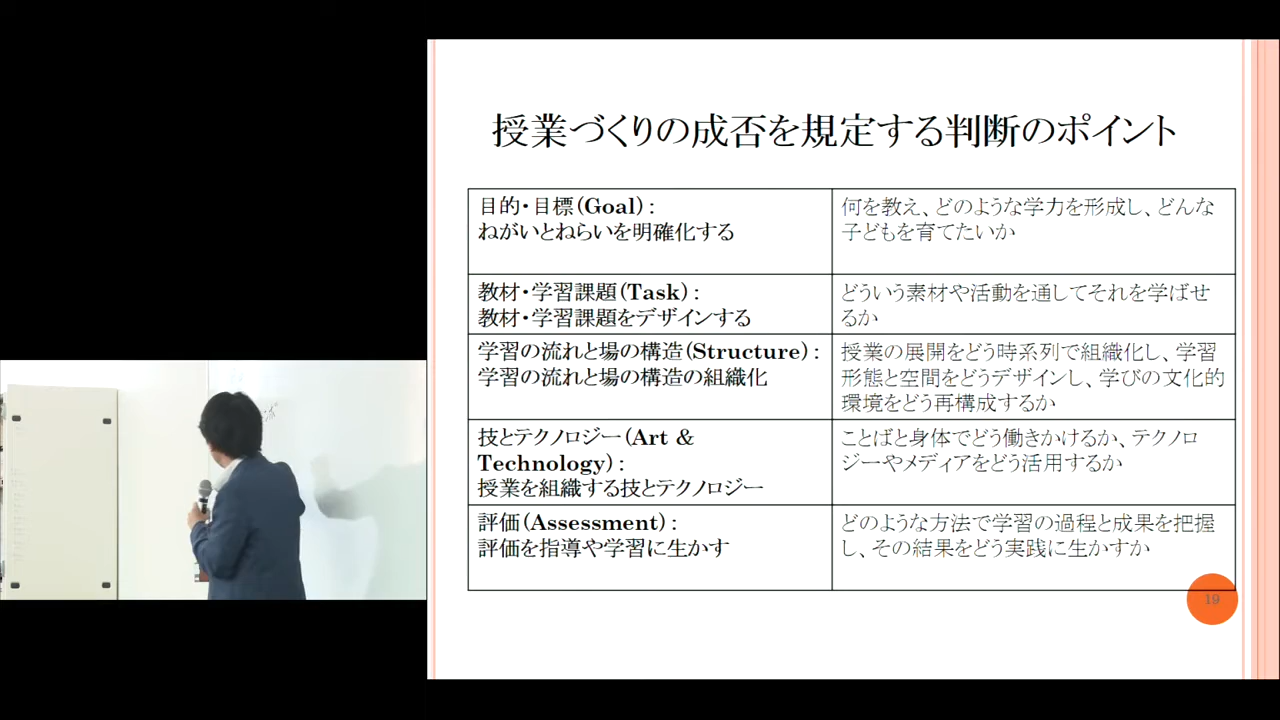 授業づくりの成否を規定する判断のポイント
目的・目標(Goal):
ねがいとねらいを明確化する
何を教え、どのような学力を形成し、どんな
子どもを育てたいか
教材・学習課題(Task):
教材・学習課題をデザインする
どういう素材や活動を通してそれを学ばせ
るか
学習の流れと場の構造(Structure):
学習の流れと場の構造の組織化
授業の展開をどう時系列で組織化し、学習
形態と空間をどうデザインし、学びの文化的
環境をどう再構成するか
技とテクノロジー(Art &
Technology):
授業を組織する技とテクノロジー
ことばと身体でどう働きかけるか、テクノロ
ジーやメディアをどう活用するか
評価(Assessment):
評価を指導や学習に生かす
どのような方法で学習の過程と成果を把握
し、その結果をどう実践に生かすか
19